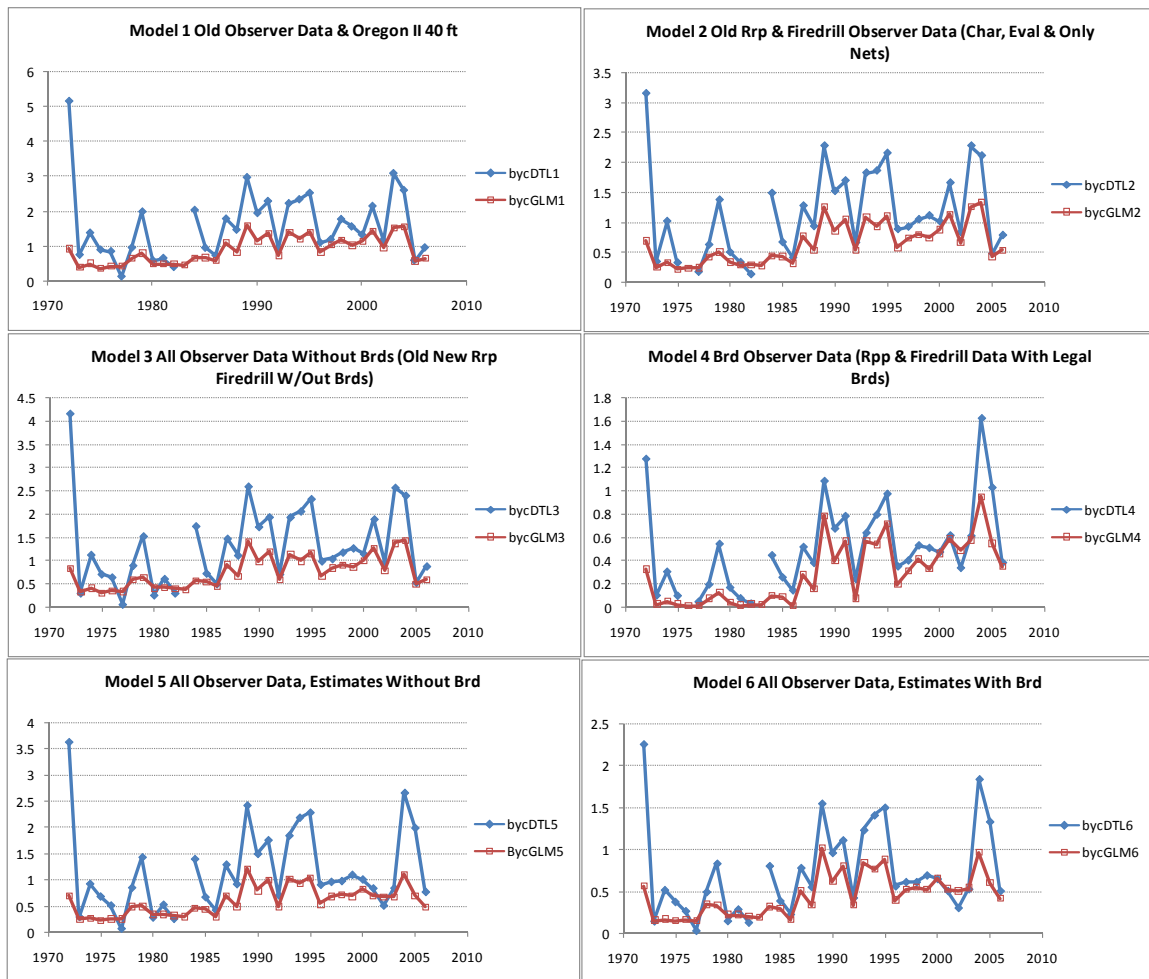 Model 1 Old Observer Data & Oregon II 40 ft
6
5
4
3
2
1
0
1970
1980
1990
2000
2010
bycDTL1
bycGLM1
Model 2 Old Rrp & Firedrill Observer Data (Char, Eval & Only
Nets)
3.5
3
2.5
2
1.5
1
0.5
0
1970 1975 1980 1985 1990 1995 2000 2005 2010
bycDTL2
bycGLM2
Model 3 All Observer Data Without Brds (Old New Rrp
Firedrill W/Out Brds)
4.5
4
3.5
3
2.5
2
1.5
1
0.5
0
1970 1975 1980 1985 1990 1995 2000 2005 2010
bycDTL3
bycGLM3
Model 4 Brd Observer Data (Rpp & Firedrill Data With Legal
Brds)
1.8
1.6
1.4
1.2
1
0.8
0.6
0.4
0.2
0
1970 1975 1980 1985 1990 1995 2000 2005 2010
bycDTL4
bycGLM4
Model 5 All Observer Data, Estimates Without Brd
4
3.5
3
2.5
2
1.5
1
0.5
0
1970 1975 1980 1985 1990 1995 2000 2005 2010
bycDTL5
BycGLM5
Model 6 All Observer Data, Estimates With Brd
2.5
2
1.5
1
0.5
0
1970 1975 1980 1985 1990 1995 2000 2005 2010
bycDTL6
bycGLM6